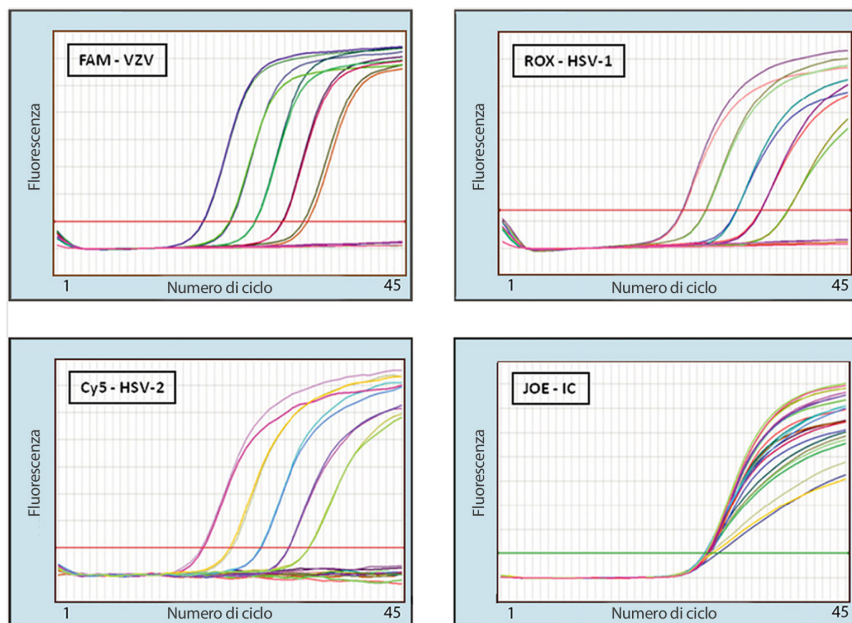 FAM - VZV
Fluorescenza
1 Numero di ciclo 45
ROX - HSV-1
Fluorescenza
1 Numero di ciclo 45
Cy5 - HSV-2
Fluorescenza
1 Numero di ciclo 45
JOE - IC
Fluorescenza
1 Numero di ciclo 45